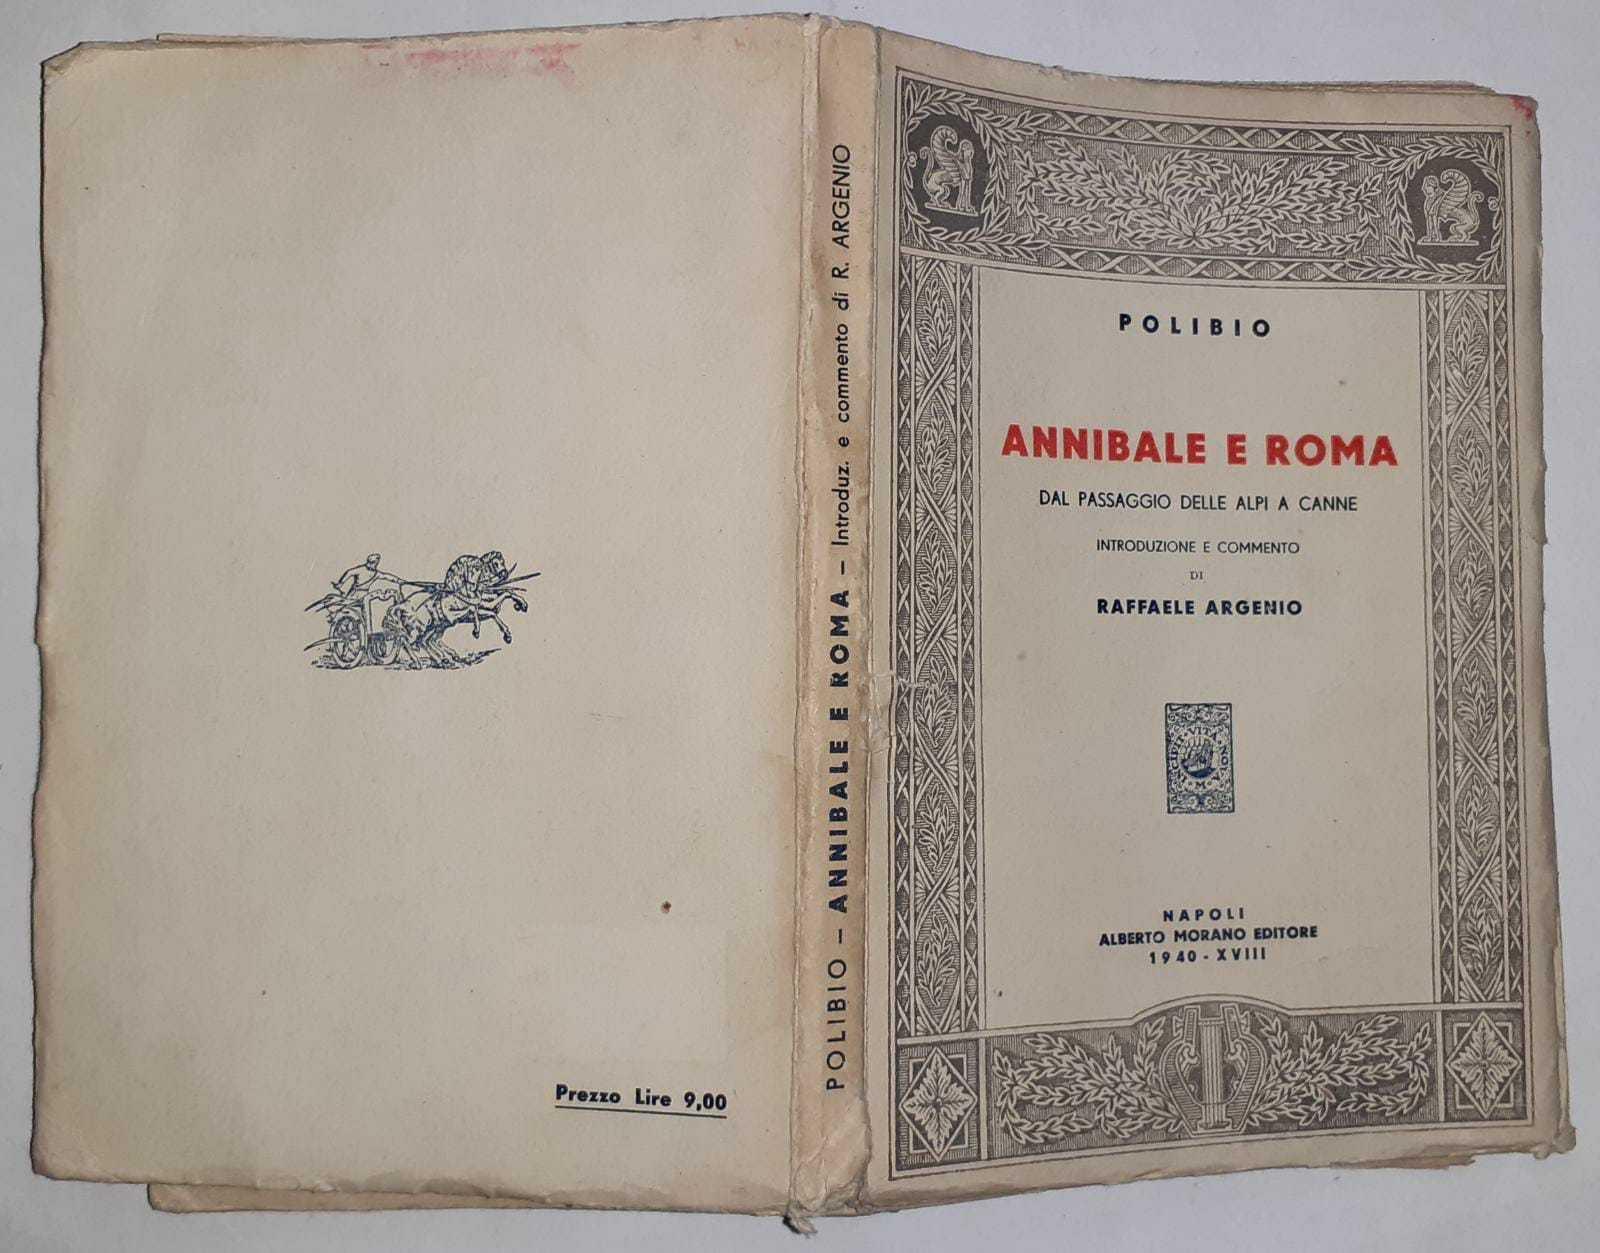 Prezzo Lire 9,00
POLIBIO – ANNIBALE E ROMA – Introduz. e commento di R. ARGENIO
POLIBIO
ANNIBALE E ROMA
DAL PASSAGGIO DELLE ALPI A CANNE
INTRODUZIONE E COMMENTO
DI
RAFFAELE ARGENIO
VITA
NAPOLI
ALBERTO MORANO EDITORE
1940 - XVIII